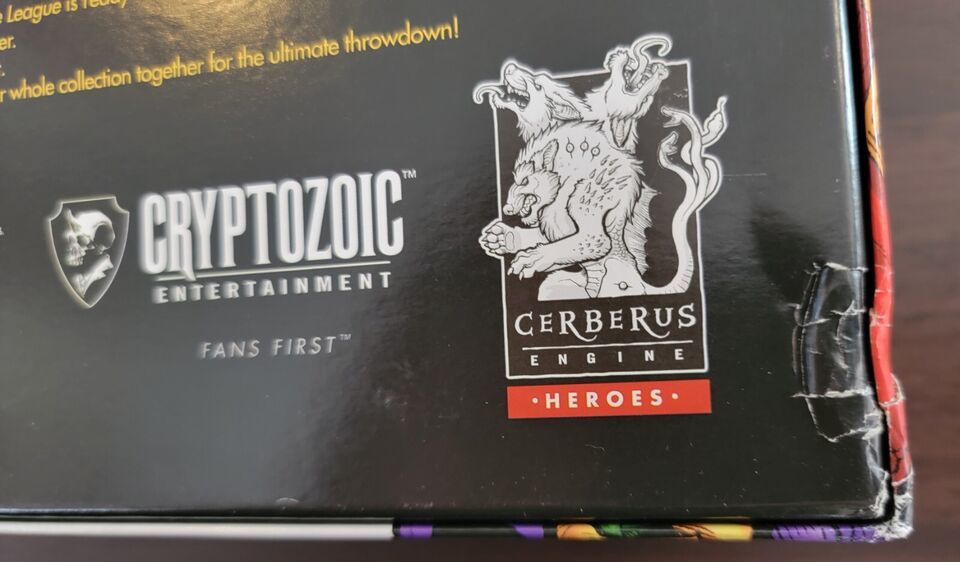 League is ready
er.
r whole collection together for the ultimate throwdown!
CRYPTOZOIC™
ENTERTAINMENT
FANS FIRST™
CERBERUS
ENGINE
·HEROES·